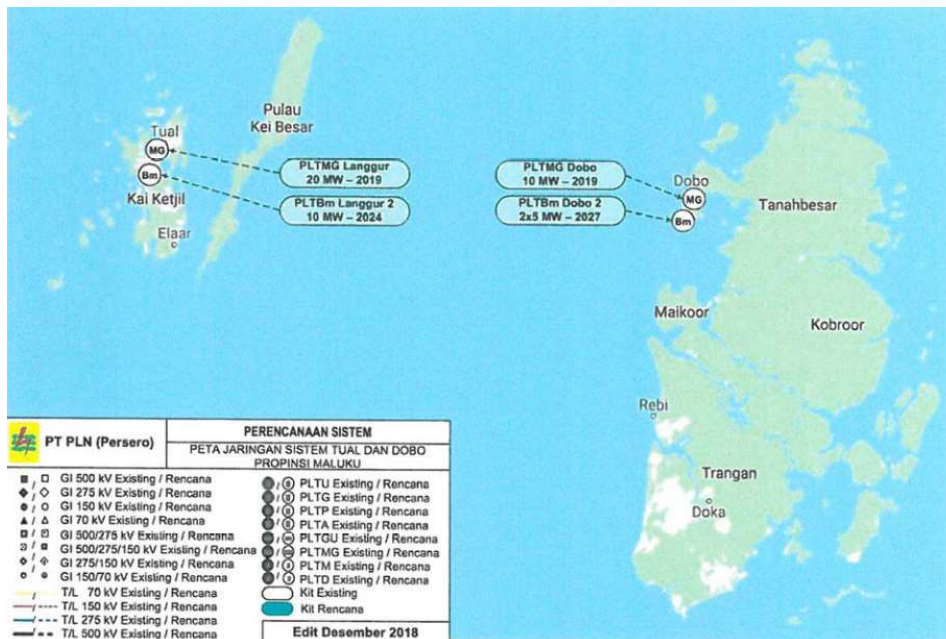 Pulau
Kei Besar
Tual
MG
Bm
Kai Ketjil
Elaar
PLTMG Langgur
20 MW – 2019
PLTBm Langgur 2
10 MW – 2024
PLTMG Dobo
10 MW – 2019
PLTBm Dobo 2
2x5 MW – 2027
Dobo
MG
Bm
Tanahbesar
Maikoor
Kobroor
Rebi
Trangan
Doka
PT PLN (Persero)
PERENCANAAN SISTEM
PETA JARINGAN SISTEM TUAL DAN DOBO
PROPINSI MALUKU
GI 500 kV Existing / Rencana
GI 275 kV Existing / Rencana
GI 150 kV Existing / Rencana
GI 70 kV Existing / Rencana
GI 500/275 kV Existing / Rencana
GI 500/275/150 kV Existing / Rencana
GI 275/150 kV Existing / Rencana
GI 150/70 kV Existing / Rencana
T/L 70 kV Existing / Rencana
T/L 150 kV Existing / Rencana
T/L 275 kV Existing / Rencana
T/L 500 kV Existing / Rencana
PLTU Existing / Rencana
PLTG Existing / Rencana
PLTP Existing / Rencana
PLTA Existing / Rencana
PLTGU Existing / Rencana
PLTMG Existing / Rencana
PLTM Existing / Rencana
PLTD Existing / Rencana
Kit Existing
Kit Rencana
Edit Desember 2018